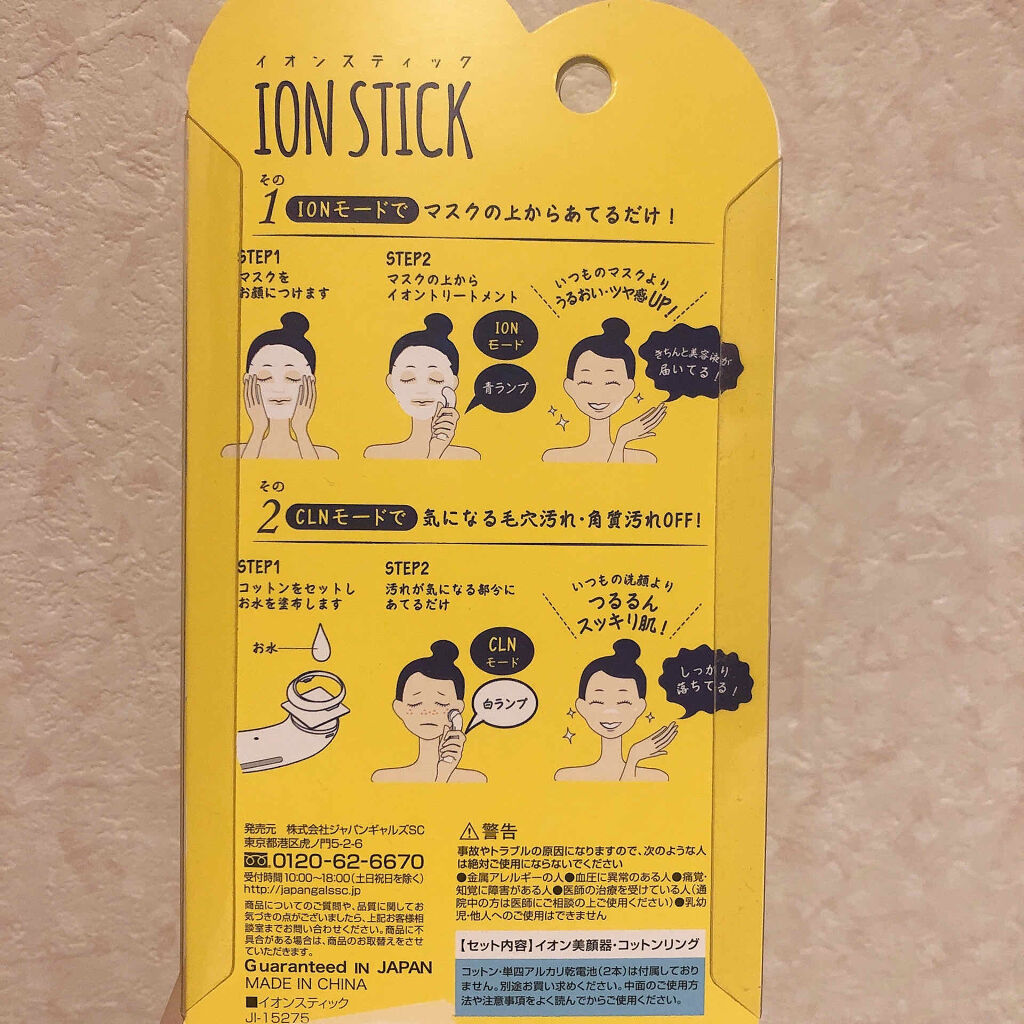 イオンスティック
ION STICK
その
1 IONモードで マスクの上からあてるだけ!
STEP1
マスクを
お顔につけます
STEP2
マスクの上から
イオントリートメント
いつものマスクより
うるおい・ツヤ感UP!
ION
モード
青ランプ
きちんと美容液が
届いてる!
その
2 CLNモードで 気になる毛穴汚れ・角質汚れOFF!
STEP1
コットンをセットし
お水を塗布します
お水
STEP2
汚れが気になる部分に
あてるだけ
いつもの洗顔より
つるるん
スッキリ肌!
CLN
モード
白ランプ
しっかり
落ちてる!
発売元 株式会社ジャパンギャルズSC
東京都港区虎ノ門5-2-6
0120-62-6670
受付時間10:00〜18:00(土日祝日を除く)
http://japangalssc.jp
商品についてのご質問や、品質に関してお
気づきの点がございましたら、上記お客様相
談室までお問い合わせください。商品に不
具合がある場合は、商品のお取替えをさせ
ていただきます。
Guaranteed IN JAPAN
MADE IN CHINA
■イオンスティック
JI-15275
⚠警告
事故やトラブルの原因になりますので、次のような人
は絶対ご使用にならないでください
●金属アレルギーの人●血圧に異常のある人●痛覚・
知覚に障害がある人●医師の治療を受けている人(通
院中の方は医師にご相談の上ご使用ください)●乳幼
児・他人へのご使用はできません
【セット内容】イオン美顔器・コットンリング
コットン・単四アルカリ乾電池(2本)は付属しており
ません。別途お買い求めください。中面のご使用方
法や注意事項をよく読んでからご使用ください。